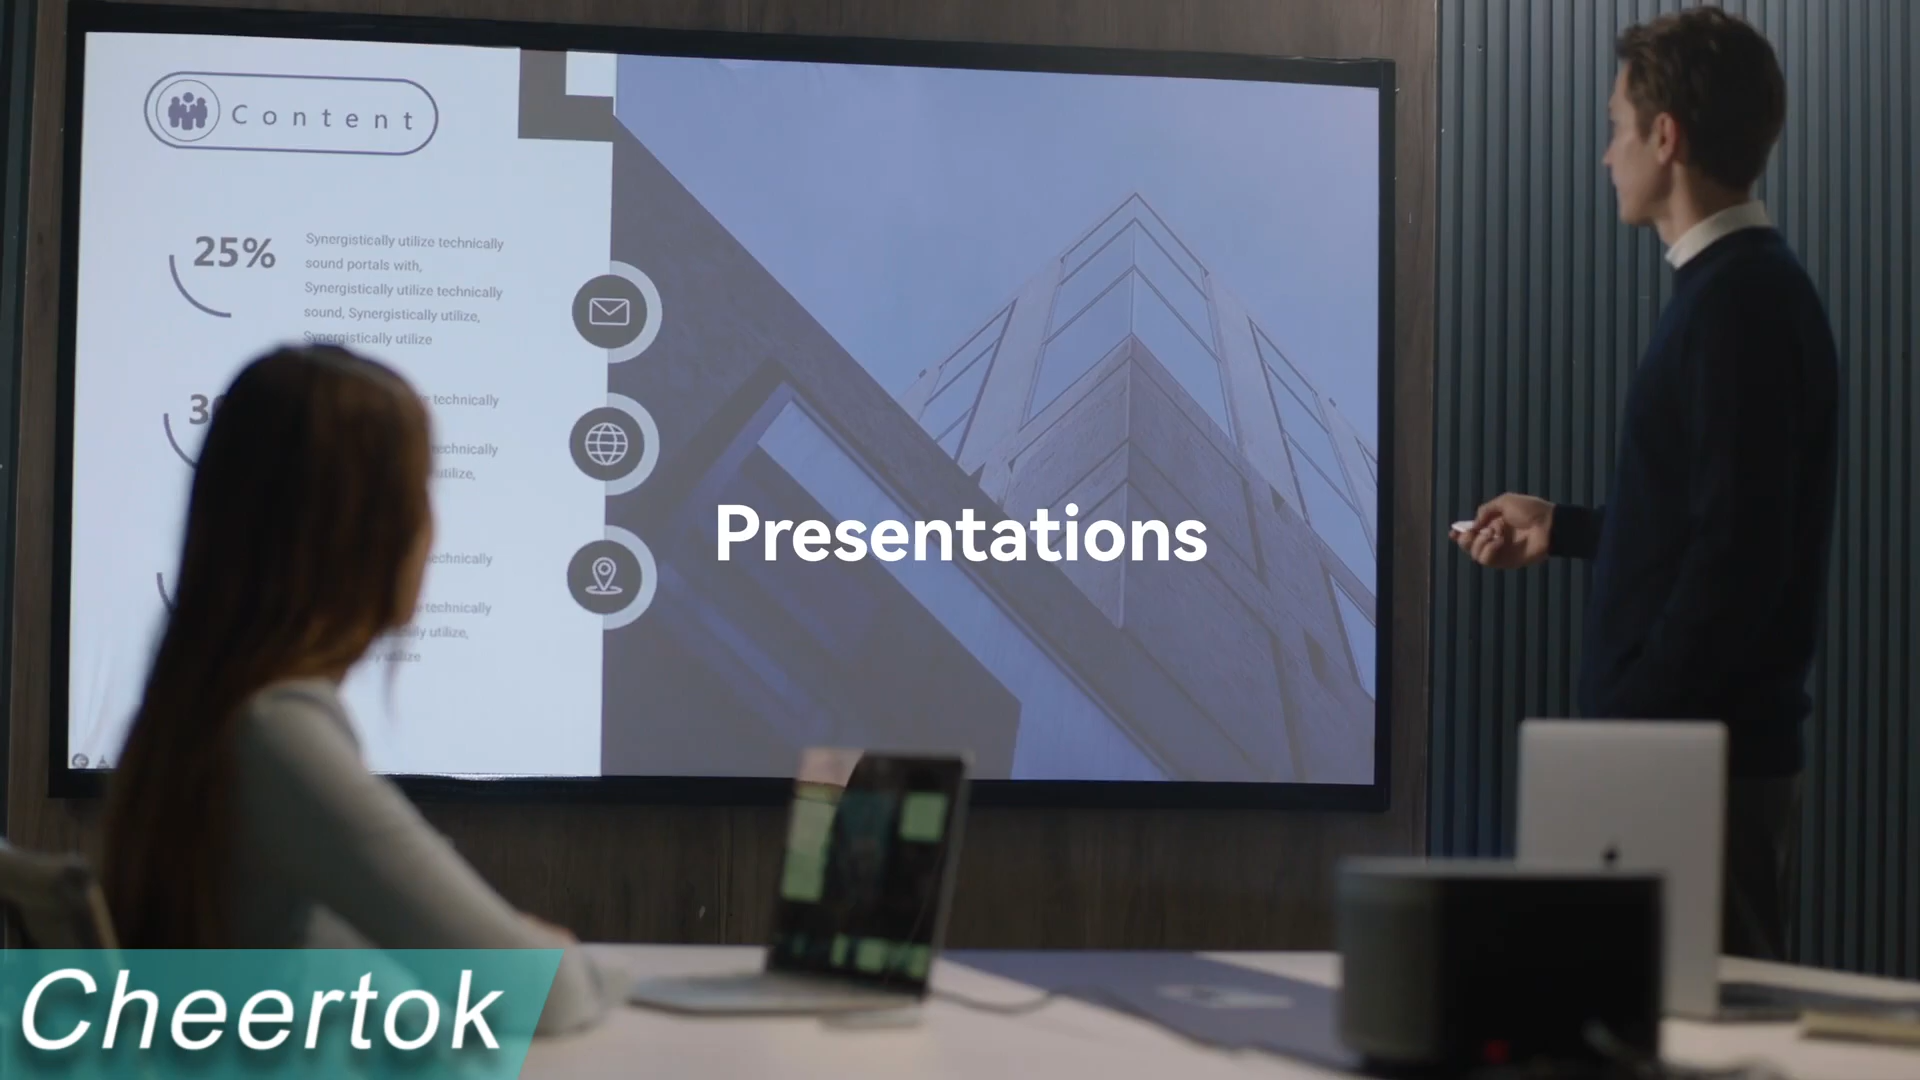 Content
25%
Synergistically utilize technically
sound portals with,
Synergistically utilize technically
sound, Synergistically utilize,
Synergistically utilize
technically
technically
utilize,
technically
technically
utilize,
utilize
Presentations
Cheertok